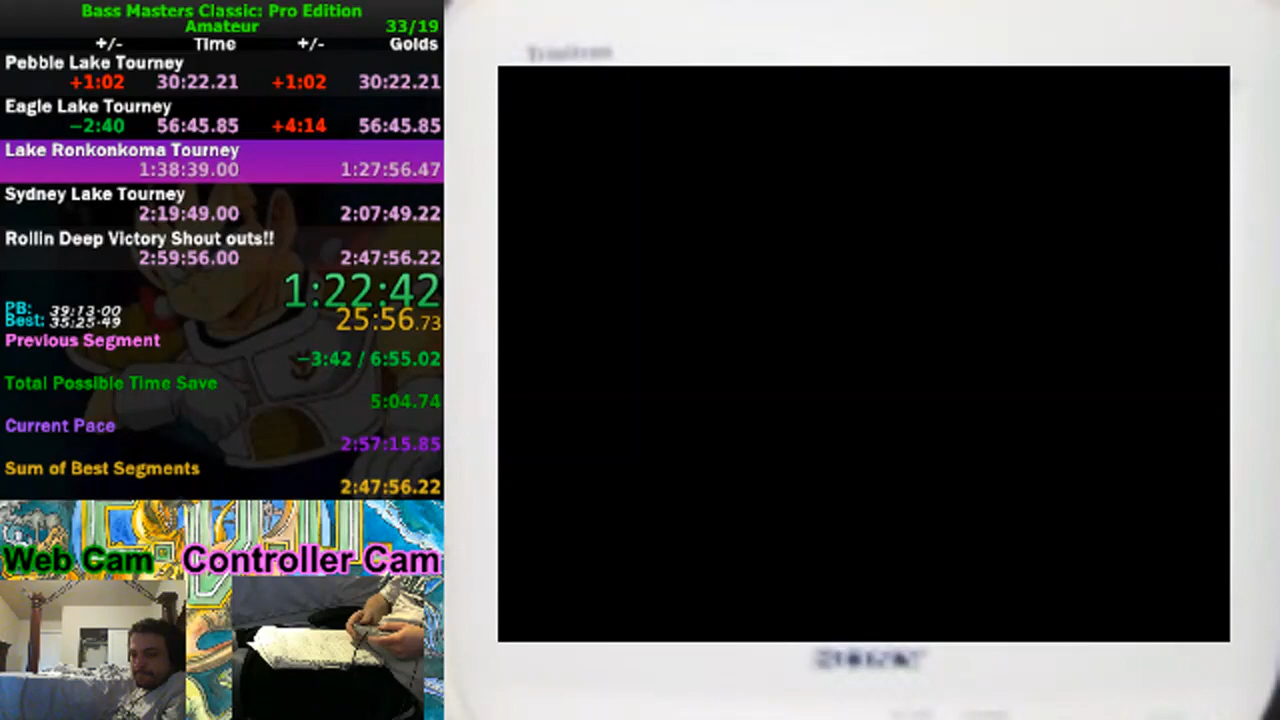 Bass Masters Classic: Pro Edition
Amateur 33/19
+/- Time +/- Golds
Pebble Lake Tourney
+1:02 30:22.21 +1:02 30:22.21
Eagle Lake Tourney
−2:40 56:45.85 +4:14 56:45.85
Lake Ronkonkoma Tourney
1:38:39.00 1:27:56.47
Sydney Lake Tourney
2:19:49.00 2:07:49.22
Rollin Deep Victory Shout outs!!
2:59:56.00 2:47:56.22
1:22:42
PB: 39:13.00
Best: 35:25.49
25:56.73
Previous Segment
−3:42 / 6:55.02
Total Possible Time Save
5:04.74
Current Pace
2:57:15.85
Sum of Best Segments
2:47:56.22
Web Cam Controller Cam